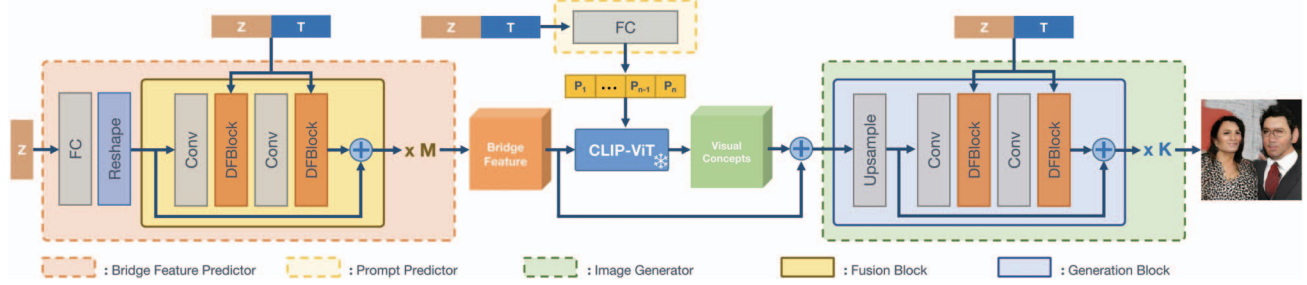 Z T
Z T
FC
Z T
P1 ... Pn-1 Pn
Z
FC
Reshape
Conv
DFBlock
Conv
DFBlock
x M
Bridge
Feature
CLIP-ViT
Visual
Concepts
Upsample
Conv
DFBlock
Conv
DFBlock
x K
: Bridge Feature Predictor
: Prompt Predictor
: Image Generator
: Fusion Block
: Generation Block